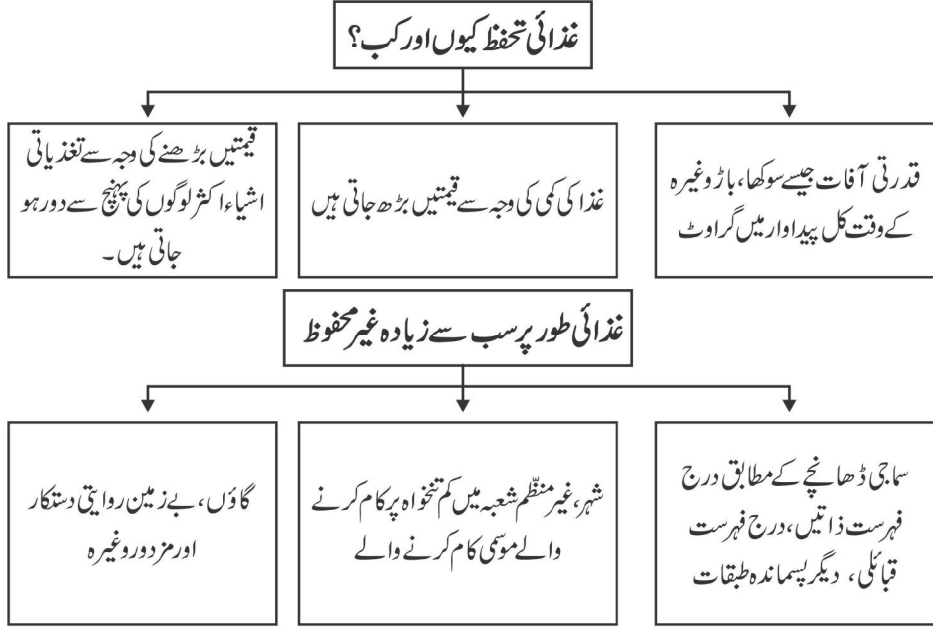 غذائی تحفظ کیوں اور کب؟
قدرتی آفات جیسے سوکھا، باڑ وغیرہ
کے وقت کل پیداوار میں گراوٹ
غذا کی کمی کی وجہ سے قیمتیں بڑھ جاتی ہیں
قیمتیں بڑھنے کی وجہ سے تغذیاتی
اشیاء اکثر لوگوں کی پہنچ سے دور ہو
جاتی ہیں۔
غذائی طور پر سب سے زیادہ غیر محفوظ
سماجی ڈھانچے کے مطابق درج
فہرست ذاتیں، درج فہرست
قبائلی، دیگر پسماندہ طبقات
شہر، غیر منظّم شعبہ میں کم تنخواہ پر کام کرنے
والے موسمی کام کرنے والے
گاؤں، بے زمین روایتی دستکار
اور مزدور وغیرہ